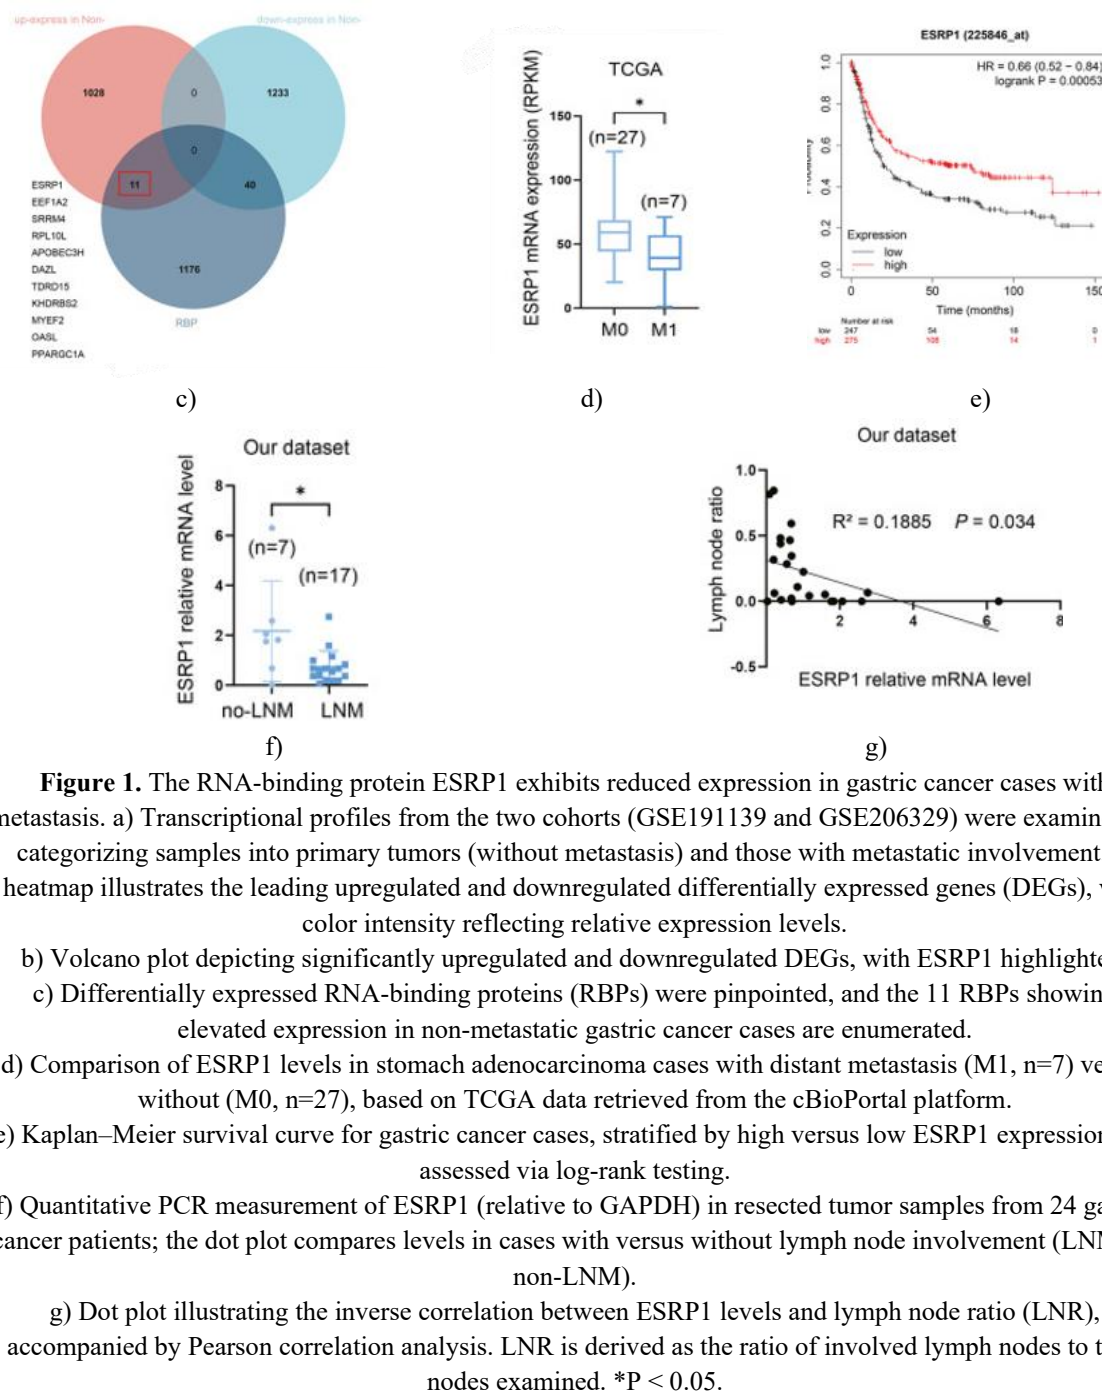 up-express in Non-
down-express in Non-
1028
0
1233
0
11
40
1176
RBP
ESRP1
EEF1A2
SRRM4
RPL10L
APOBEC3H
DAZL
TDRD15
KHDRBS2
MYEF2
OASL
PPARGC1A
c)
TCGA
*
(n=27)
(n=7)
ESRP1 mRNA expression (RPKM)
150
100
50
0
M0 M1
d)
ESRP1 (225846_at)
HR = 0.66 (0.52 − 0.84)
logrank P = 0.00053
1.0
0.8
0.6
0.4
0.2
0.0
Expression
low
high
0 50 100 150
Time (months)
Number at risk
low 247 54 18 0
high 275 108 14 1
e)
Our dataset
*
(n=7)
(n=17)
ESRP1 relative mRNA level
8
6
4
2
0
no-LNM LNM
f)
Our dataset
R² = 0.1885 P = 0.034
Lymph node ratio
1.0
0.5
0.0
-0.5
2 4 6 8
ESRP1 relative mRNA level
g)
Figure 1. The RNA-binding protein ESRP1 exhibits reduced expression in gastric cancer cases with
metastasis. a) Transcriptional profiles from the two cohorts (GSE191139 and GSE206329) were examin
categorizing samples into primary tumors (without metastasis) and those with metastatic involvement
heatmap illustrates the leading upregulated and downregulated differentially expressed genes (DEGs),
color intensity reflecting relative expression levels.
b) Volcano plot depicting significantly upregulated and downregulated DEGs, with ESRP1 highlighte
c) Differentially expressed RNA-binding proteins (RBPs) were pinpointed, and the 11 RBPs showin
elevated expression in non-metastatic gastric cancer cases are enumerated.
d) Comparison of ESRP1 levels in stomach adenocarcinoma cases with distant metastasis (M1, n=7) ve
without (M0, n=27), based on TCGA data retrieved from the cBioPortal platform.
e) Kaplan–Meier survival curve for gastric cancer cases, stratified by high versus low ESRP1 expression
assessed via log-rank testing.
f) Quantitative PCR measurement of ESRP1 (relative to GAPDH) in resected tumor samples from 24 ga
cancer patients; the dot plot compares levels in cases with versus without lymph node involvement (LNM
non-LNM).
g) Dot plot illustrating the inverse correlation between ESRP1 levels and lymph node ratio (LNR),
accompanied by Pearson correlation analysis. LNR is derived as the ratio of involved lymph nodes to t
nodes examined. *P < 0.05.